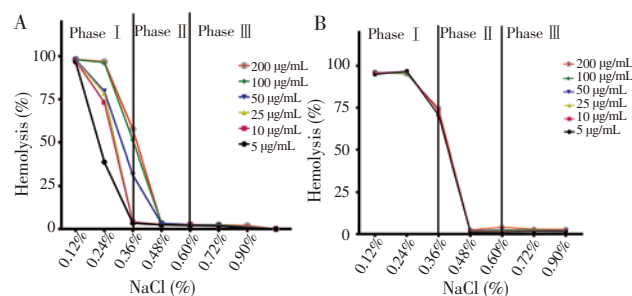 A
Phase Ⅰ Phase Ⅱ Phase Ⅲ
100
75
50
25
0
Hemolysis (%)
200 μg/mL
100 μg/mL
50 μg/mL
25 μg/mL
10 μg/mL
5 μg/mL
0.12% 0.24% 0.36% 0.48% 0.60% 0.72% 0.90%
NaCl (%)
B
Phase Ⅰ Phase Ⅱ Phase Ⅲ
100
75
50
25
0
Hemolysis (%)
200 μg/mL
100 μg/mL
50 μg/mL
25 μg/mL
10 μg/mL
5 μg/mL
0.12% 0.24% 0.36% 0.48% 0.60% 0.72% 0.90%
NaCl (%)